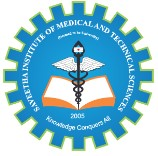 SAVEETHA INSTITUTE OF MEDICAL AND TECHNICAL SCIENCES
2005
Knowledge Conquers All